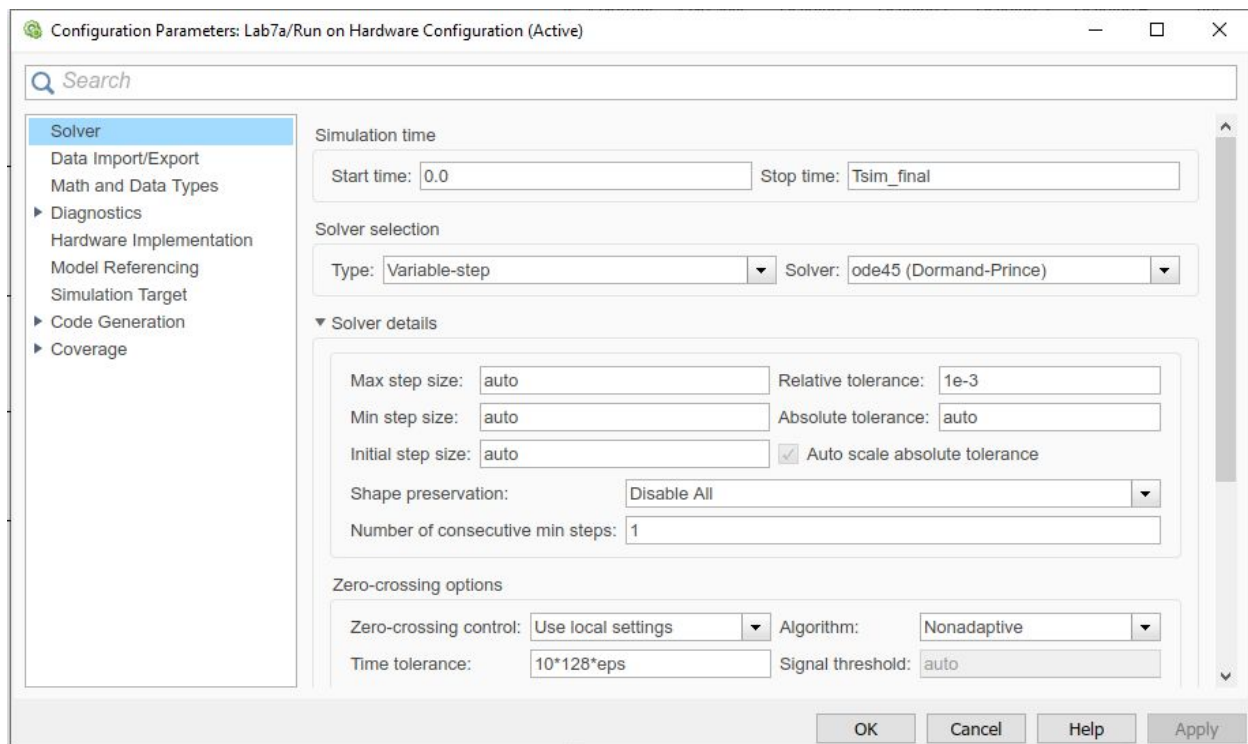 Configuration Parameters: Lab7a/Run on Hardware Configuration (Active)
Search
Solver
Data Import/Export
Math and Data Types
Diagnostics
Hardware Implementation
Model Referencing
Simulation Target
Code Generation
Coverage
Simulation time
Start time: 0.0 Stop time: Tsim_final
Solver selection
Type: Variable-step Solver: ode45 (Dormand-Prince)
Solver details
Max step size: auto Relative tolerance: 1e-3
Min step size: auto Absolute tolerance: auto
Initial step size: auto Auto scale absolute tolerance
Shape preservation: Disable All
Number of consecutive min steps: 1
Zero-crossing options
Zero-crossing control: Use local settings Algorithm: Nonadaptive
Time tolerance: 10*128*eps Signal threshold: auto
OK Cancel Help Apply